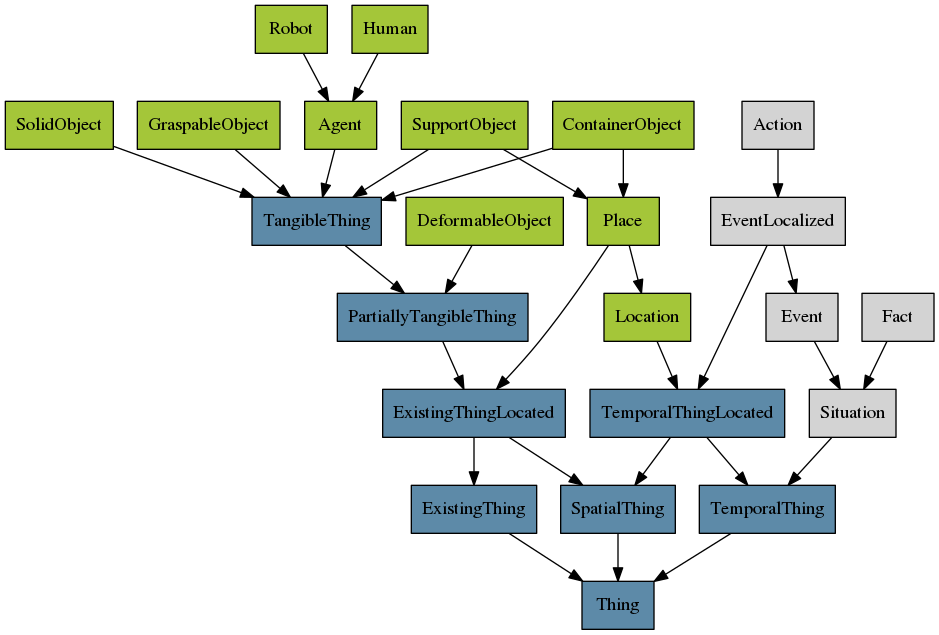 Robot
Human
SolidObject
GraspableObject
Agent
SupportObject
ContainerObject
Action
TangibleThing
DeformableObject
Place
EventLocalized
PartiallyTangibleThing
Location
Event
Fact
ExistingThingLocated
TemporalThingLocated
Situation
ExistingThing
SpatialThing
TemporalThing
Thing